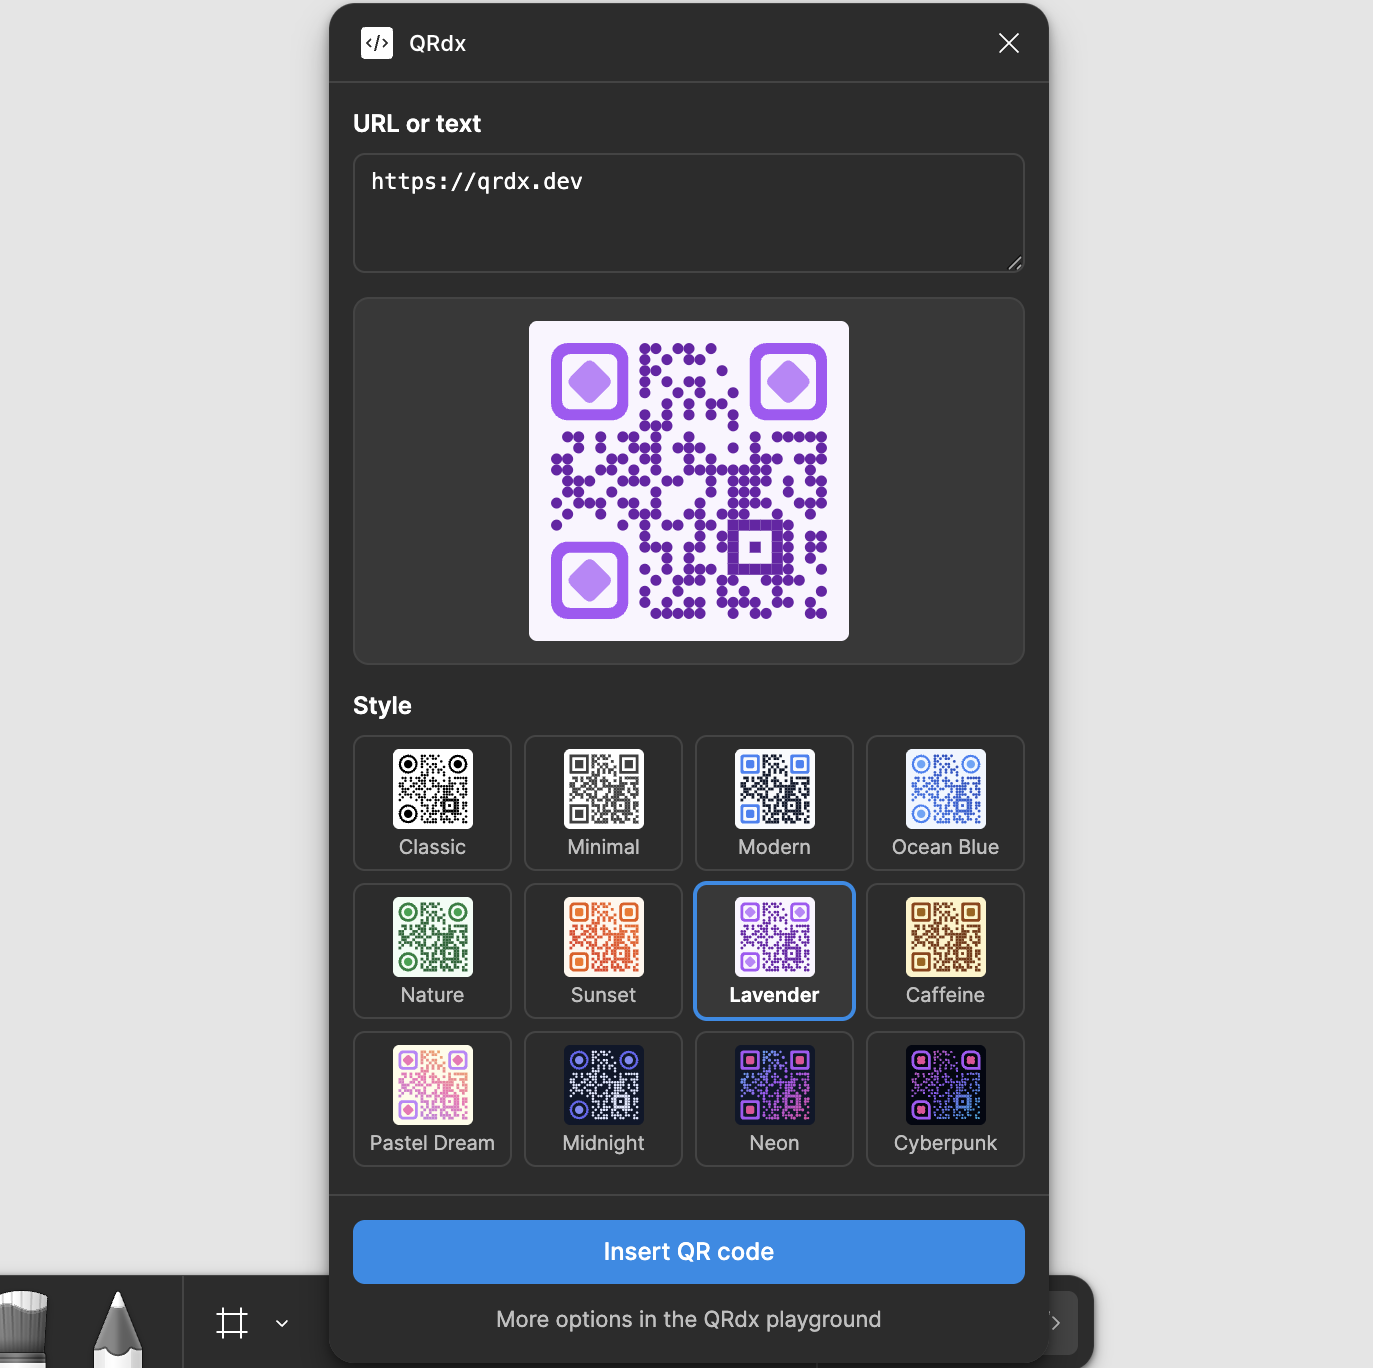 QRdx
URL or text
https://qrdx.dev
Style
Classic
Minimal
Modern
Ocean Blue
Nature
Sunset
Lavender
Caffeine
Pastel Dream
Midnight
Neon
Cyberpunk
Insert QR code
More options in the QRdx playground